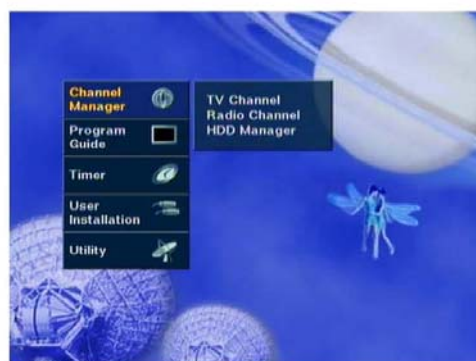 Channel
Manager
Program
Guide
Timer
User
Installation
Utility
TV Channel
Radio Channel
HDD Manager